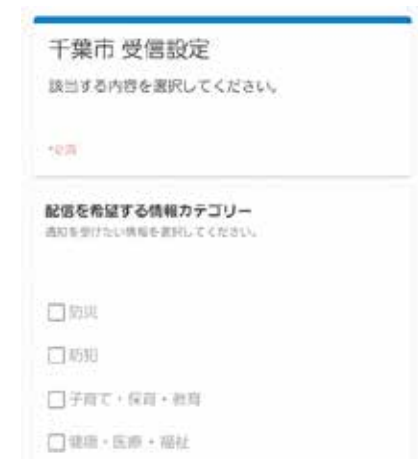 千葉市 受信設定
該当する内容を選択してください。
*必須
配信を希望する情報カテゴリー
通知を受けたい情報を選択してください。
防災
子育て・保育・教育
健康・医療・福祉